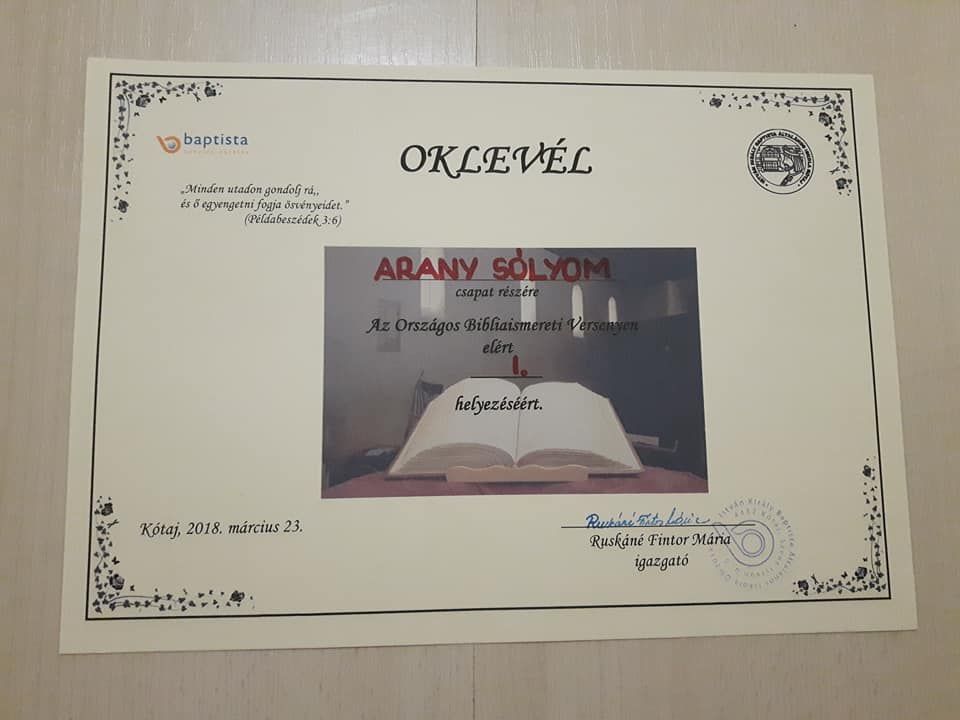 baptista
OKLEVÉL
„Minden utadon gondolj rá,,
és ő egyengetni fogja ösvényeidet.”
(Példabeszédek 3:6)
ARANY SÓLYOM
csapat részére
Az Országos Bibliaismereti Versenyen
elért
I.
helyezéséért.
Kótaj, 2018. március 23.
Ruskáné Fintor Mária
igazgató